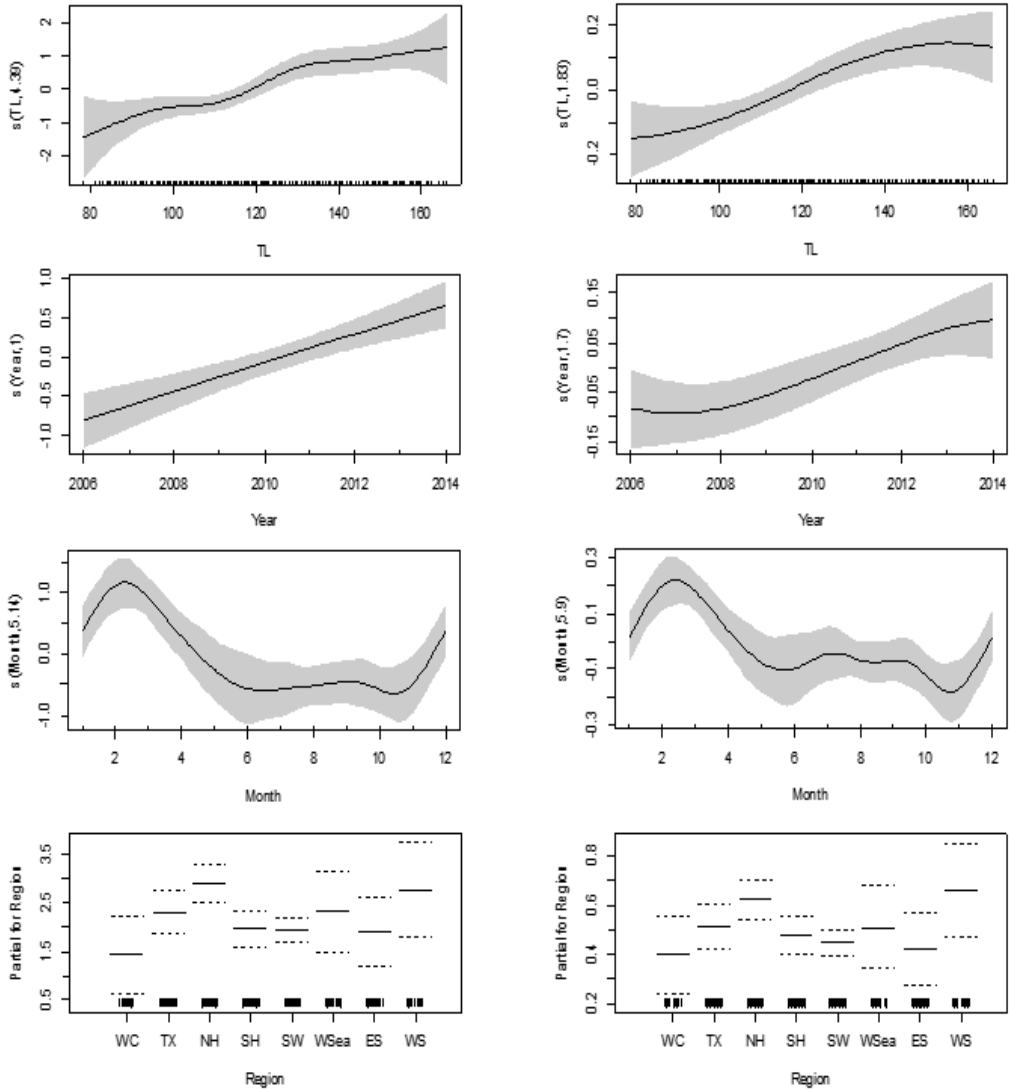 s(TL,4.39)
2
1
0
-1
-2
80 100 120 140 160
TL
s(TL,1.83)
0.2
0.0
-0.2
80 100 120 140 160
TL
s(Year,1)
1.0
0.5
0.0
-0.5
-1.0
2006 2008 2010 2012 2014
Year
s(Year,1.7)
0.15
0.05
-0.05
-0.15
2006 2008 2010 2012 2014
Year
s(Month,5.14)
1.0
0.0
-1.0
2 4 6 8 10 12
Month
s(Month,5.9)
0.3
0.1
-0.1
-0.3
2 4 6 8 10 12
Month
Partial for Region
3.5
2.5
1.5
0.5
WC TX NH SH SW WSea ES WS
Region
Partial for Region
0.8
0.6
0.4
0.2
WC TX NH SH SW WSea ES WS
Region